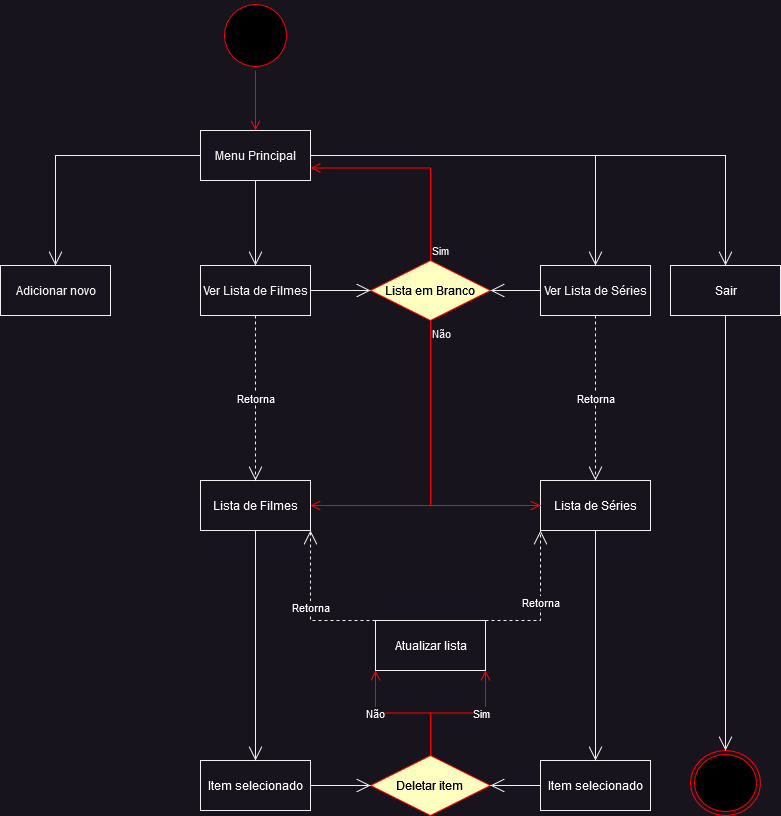 Menu Principal
Sim
Adicionar novo
Ver Lista de Filmes
Lista em Branco
Ver Lista de Séries
Sair
Não
Retorna
Retorna
Lista de Filmes
Lista de Séries
Retorna
Retorna
Atualizar lista
Não
Sim
Item selecionado
Deletar item
Item selecionado